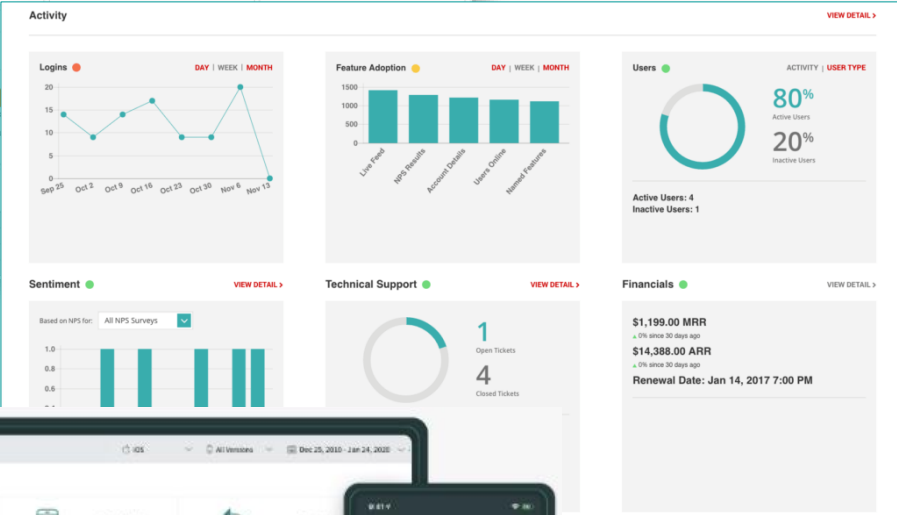 Activity
VIEW DETAIL >
Logins
DAY | WEEK | MONTH
20
15
10
5
0
Sep 25 Oct 2 Oct 9 Oct 16 Oct 23 Oct 30 Nov 6 Nov 13
Feature Adoption
DAY | WEEK | MONTH
1500
1000
500
0
Live Feed
NPS Results
Account Details
Users Online
Named Features
Users
ACTIVITY | USER TYPE
80%
Active Users
20%
Inactive Users
Active Users: 4
Inactive Users: 1
Sentiment
VIEW DETAIL >
Based on NPS for: All NPS Surveys
1.0
0.8
0.6
Technical Support
VIEW DETAIL >
1
Open Tickets
4
Closed Tickets
Financials
VIEW DETAIL >
$1,199.00 MRR
▲ 0% since 30 days ago
$14,388.00 ARR
▲ 0% since 30 days ago
Renewal Date: Jan 14, 2017 7:00 PM
iOS
All Versions
Dec 25, 2010 - Jan 24, 2020